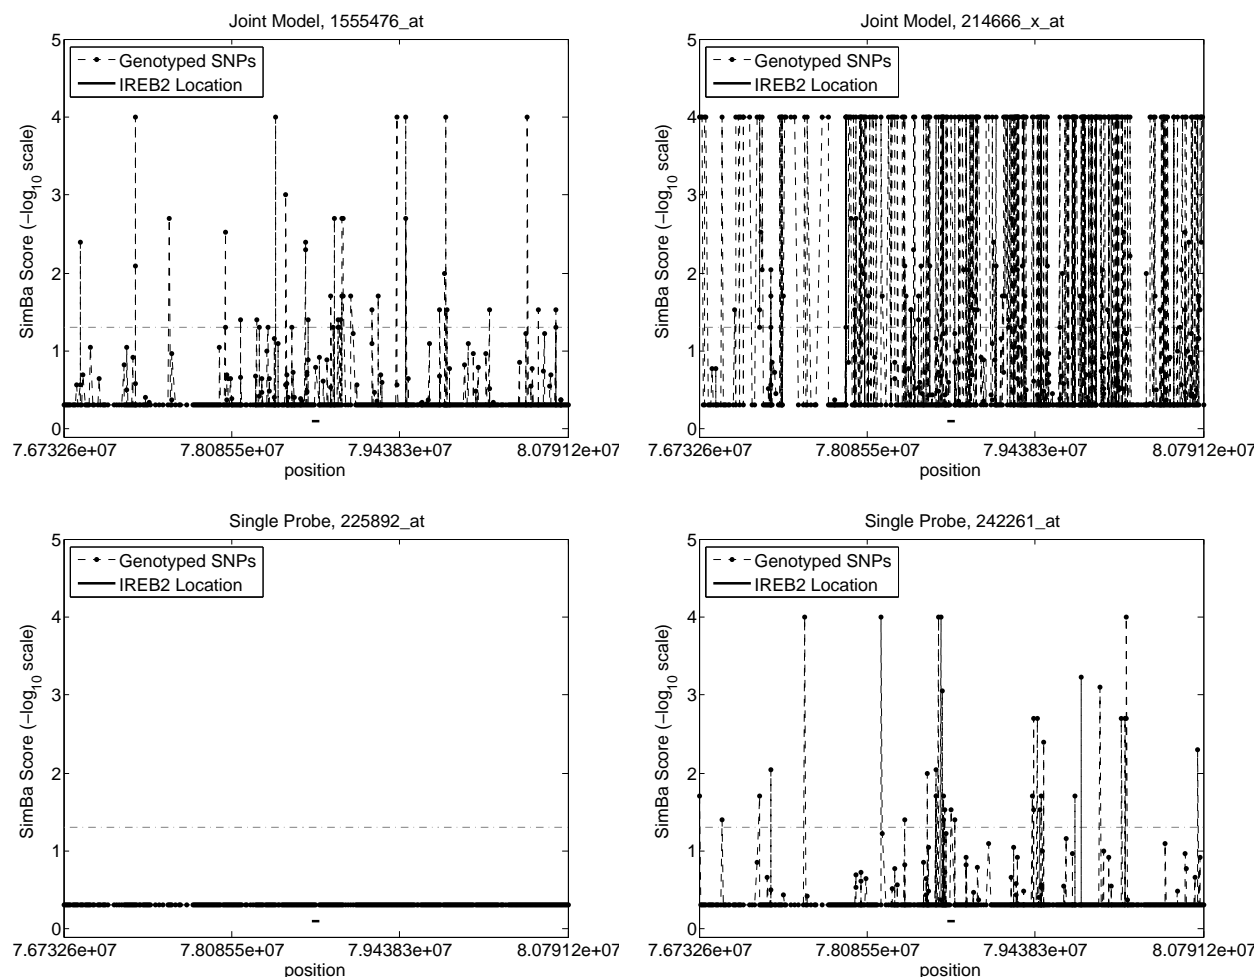 Joint Model, 1555476_at
SimBa Score (−log10 scale)
5
4
3
2
1
0
Genotyped SNPs
IREB2 Location
7.67326e+07 7.80855e+07 7.94383e+07 8.07912e+07
position
Joint Model, 214666_x_at
SimBa Score (−log10 scale)
5
4
3
2
1
0
Genotyped SNPs
IREB2 Location
7.67326e+07 7.80855e+07 7.94383e+07 8.07912e+07
position
Single Probe, 225892_at
SimBa Score (−log10 scale)
5
4
3
2
1
0
Genotyped SNPs
IREB2 Location
7.67326e+07 7.80855e+07 7.94383e+07 8.07912e+07
position
Single Probe, 242261_at
SimBa Score (−log10 scale)
5
4
3
2
1
0
Genotyped SNPs
IREB2 Location
7.67326e+07 7.80855e+07 7.94383e+07 8.07912e+07
position